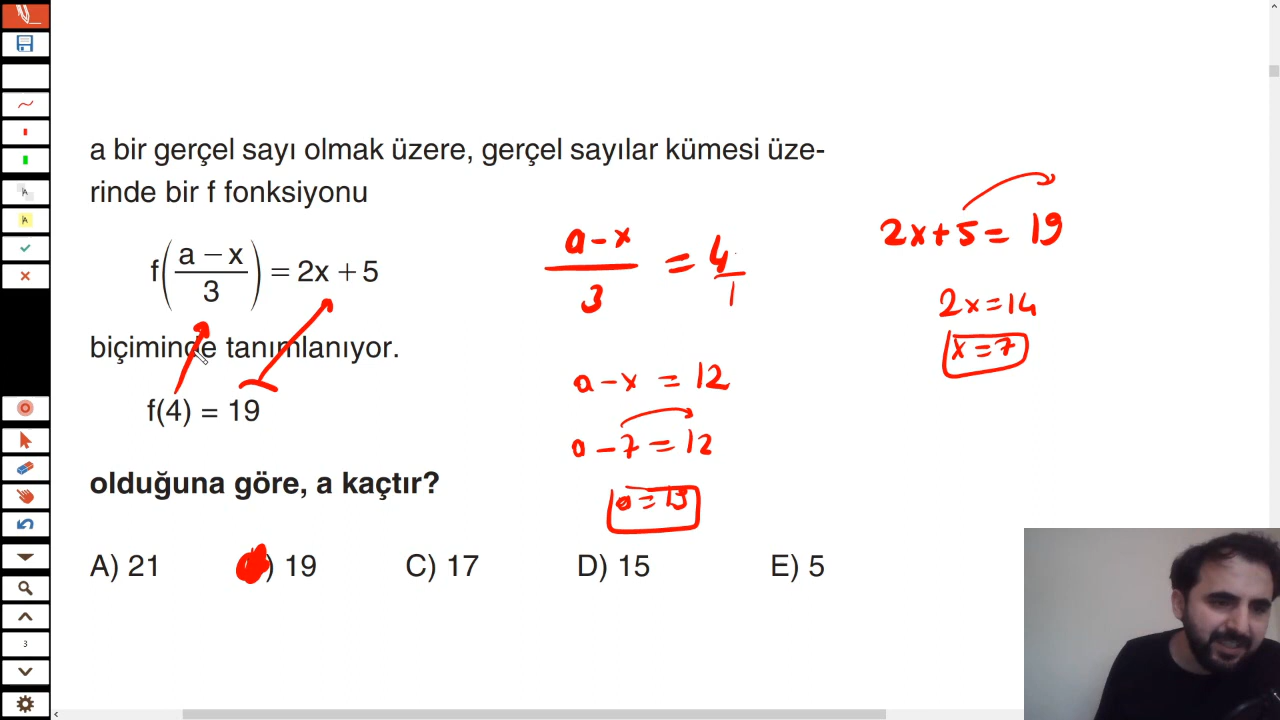 a bir gerçel sayı olmak üzere, gerçel sayılar kümesi üze-
rinde bir f fonksiyonu
f((a − x)/3) = 2x + 5
biçiminde tanımlanıyor.
f(4) = 19
olduğuna göre, a kaçtır?
A) 21 ) 19 C) 17 D) 15 E) 5
(a-x)/3 = 4/1
a-x = 12
a-7 = 12
a = 19
2x+5 = 19
2x = 14
x = 7
3